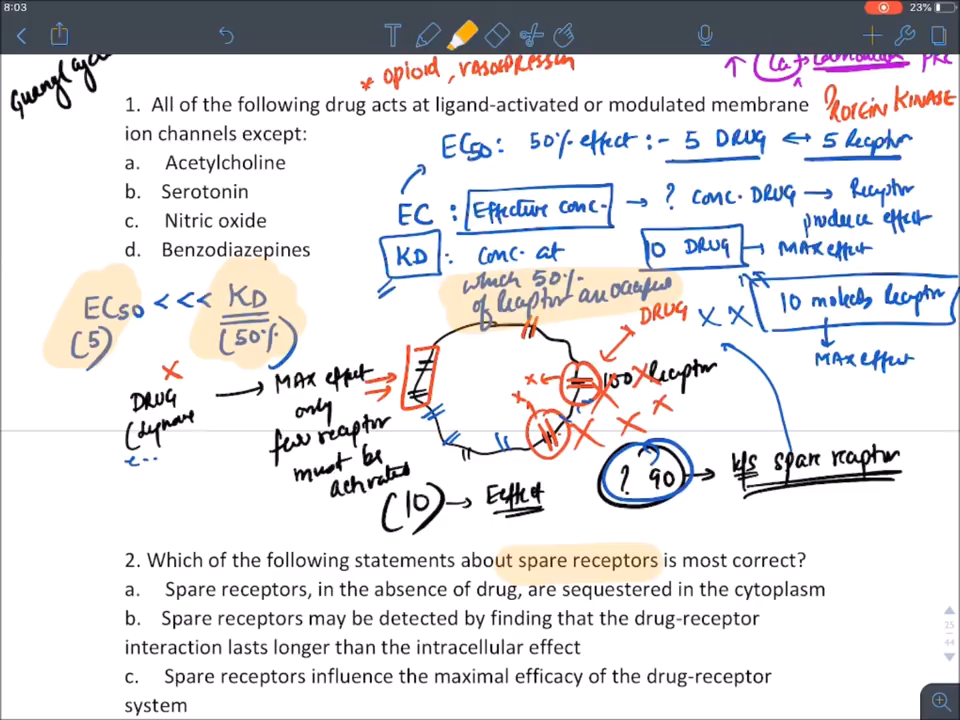 8:03
23%
* opioid, vasopressin
PKC
PROTEIN KINASE
1. All of the following drug acts at ligand-activated or modulated membrane
ion channels except:
a. Acetylcholine
b. Serotonin
c. Nitric oxide
d. Benzodiazepines
EC50: 50% effect :- 5 DRUG ↔ 5 Receptor
EC : Effective conc. → ? conc. DRUG → Receptor
produce effect
KD : conc. at
which 50%
of Receptor are occupied
10 DRUG → MAX effect
10 molecules Receptor
MAX effect
EC50 <<< KD
(5) (50%)
DRUG
100 Receptor
DRUG → MAX effect
only
few receptor
must be
activated
(10) → Effect
? 90 → k/s spare receptor
2. Which of the following statements about spare receptors is most correct?
a. Spare receptors, in the absence of drug, are sequestered in the cytoplasm
b. Spare receptors may be detected by finding that the drug-receptor
interaction lasts longer than the intracellular effect
c. Spare receptors influence the maximal efficacy of the drug-receptor
system
25
44